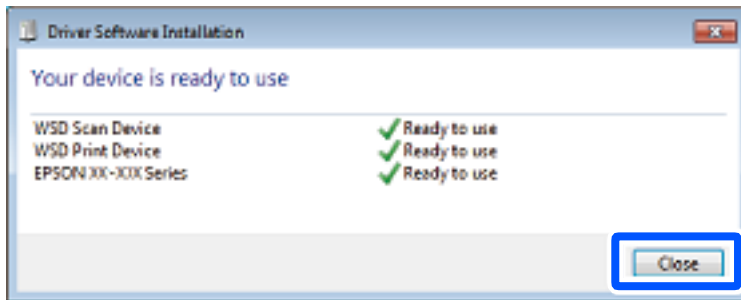 Driver Software Installation
Your device is ready to use
WSD Scan Device Ready to use
WSD Print Device Ready to use
EPSON XX-XXX Series Ready to use
Close